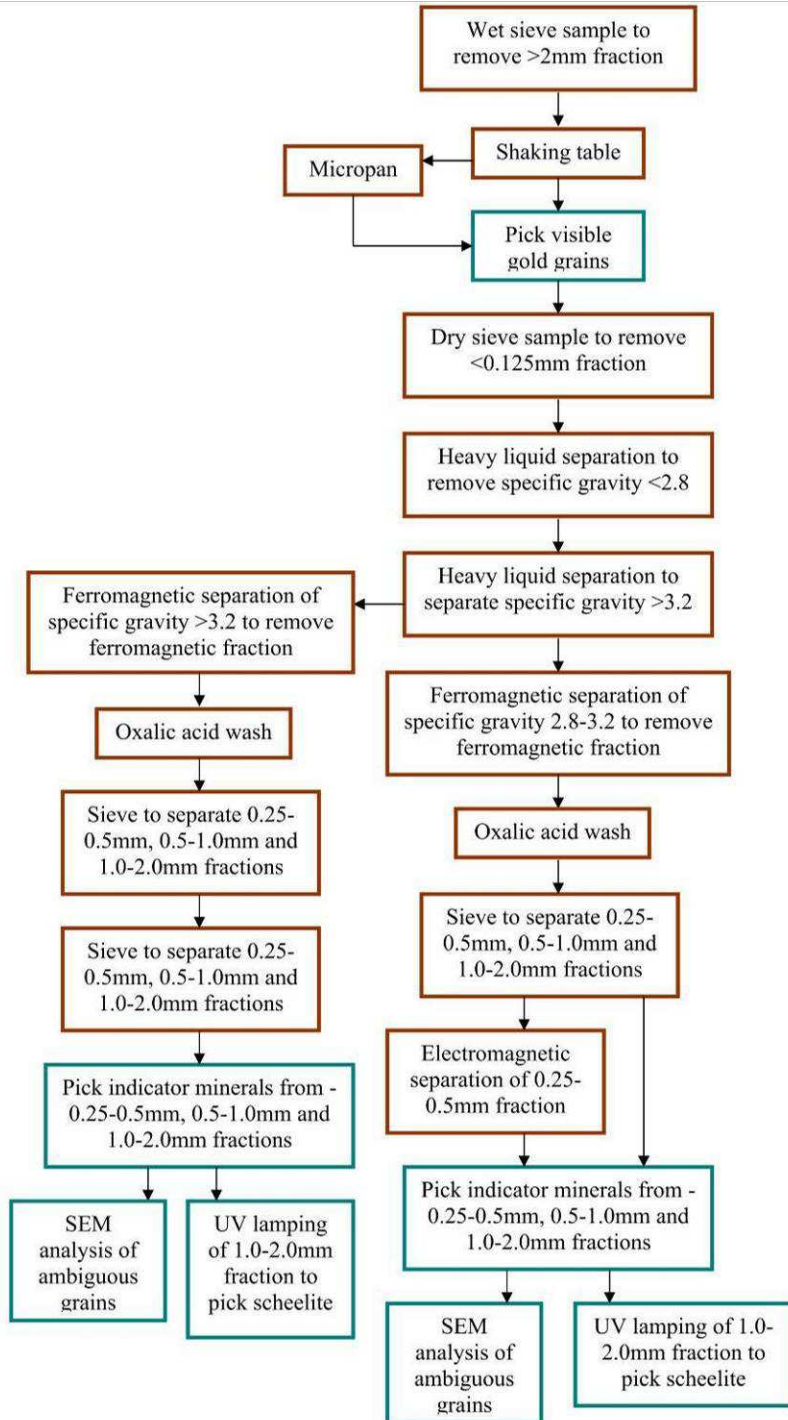 Wet sieve sample to
remove >2mm fraction
Shaking table
Micropan
Pick visible
gold grains
Dry sieve sample to remove
<0.125mm fraction
Heavy liquid separation to
remove specific gravity <2.8
Heavy liquid separation to
separate specific gravity >3.2
Ferromagnetic separation of
specific gravity >3.2 to remove
ferromagnetic fraction
Oxalic acid wash
Sieve to separate 0.25-
0.5mm, 0.5-1.0mm and
1.0-2.0mm fractions
Sieve to separate 0.25-
0.5mm, 0.5-1.0mm and
1.0-2.0mm fractions
Pick indicator minerals from -
0.25-0.5mm, 0.5-1.0mm and
1.0-2.0mm fractions
SEM
analysis of
ambiguous
grains
UV lamping
of 1.0-2.0mm
fraction to
pick scheelite
Ferromagnetic separation of
specific gravity 2.8-3.2 to remove
ferromagnetic fraction
Oxalic acid wash
Sieve to separate 0.25-
0.5mm, 0.5-1.0mm and
1.0-2.0mm fractions
Electromagnetic
separation of 0.25-
0.5mm fraction
Pick indicator minerals from -
0.25-0.5mm, 0.5-1.0mm and
1.0-2.0mm fractions
SEM
analysis of
ambiguous
grains
UV lamping of 1.0-
2.0mm fraction to
pick scheelite